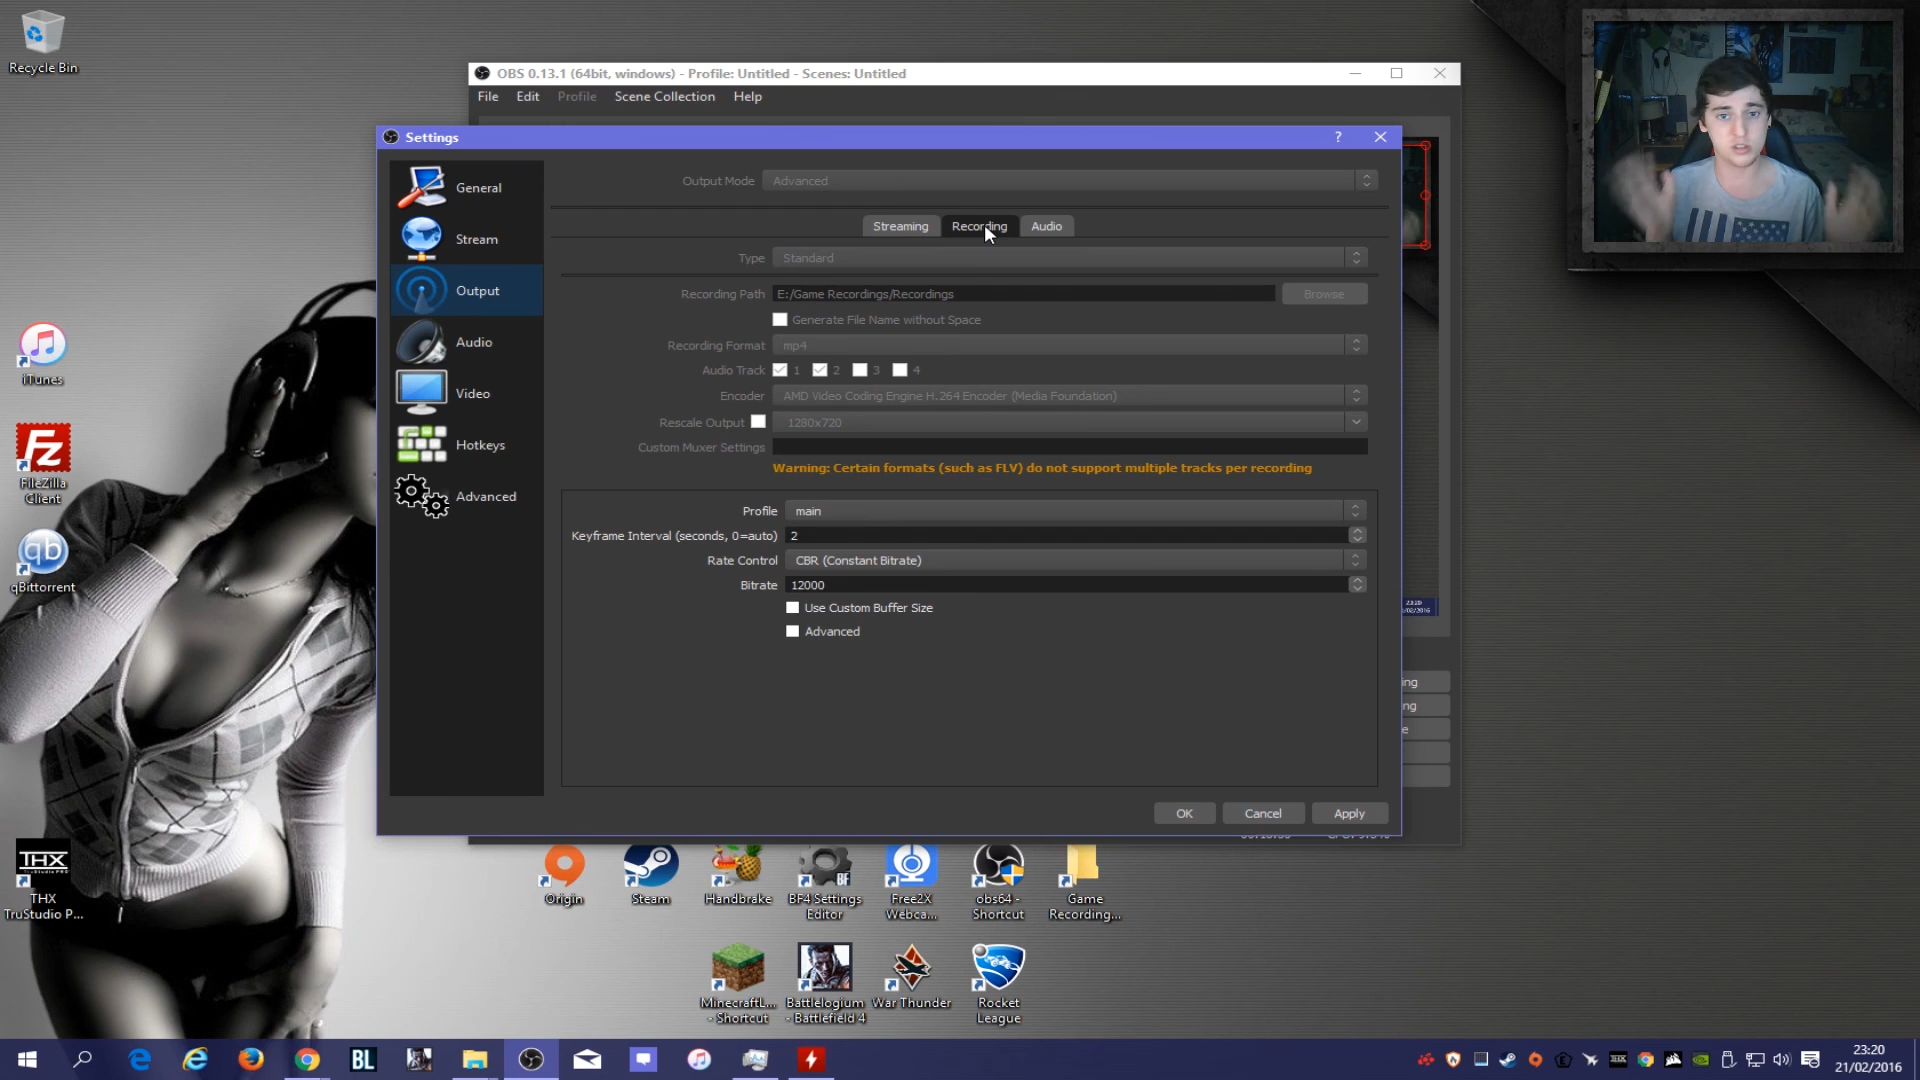 Recycle Bin
OBS 0.13.1 (64bit, windows) - Profile: Untitled - Scenes: Untitled
File Edit Profile Scene Collection Help
Settings
?
General
Stream
Output
Audio
Video
Hotkeys
Advanced
Output Mode Advanced
Streaming Recording Audio
Type Standard
Recording Path E:/Game Recordings/Recordings Browse
Generate File Name without Space
Recording Format mp4
Audio Track 1 2 3 4
Encoder AMD Video Coding Engine H.264 Encoder (Media Foundation)
Rescale Output 1280x720
Custom Muxer Settings
Warning: Certain formats (such as FLV) do not support multiple tracks per recording
Profile main
Keyframe Interval (seconds, 0=auto) 2
Rate Control CBR (Constant Bitrate)
Bitrate 12000
Use Custom Buffer Size
Advanced
OK Cancel Apply
ing
ng
e
iTunes
Fz
FileZilla
Client
qb
qBittorrent
THX
THX
TruStudio P...
Origin
Steam
Handbrake
BF
BF4 Settings
Editor
Free2X
Webca...
obs64 -
Shortcut
Game
Recording...
MinecraftL...
- Shortcut
Battlelogium
- Battlefield 4
War Thunder
Rocket
League
BL
23:20
21/02/2016